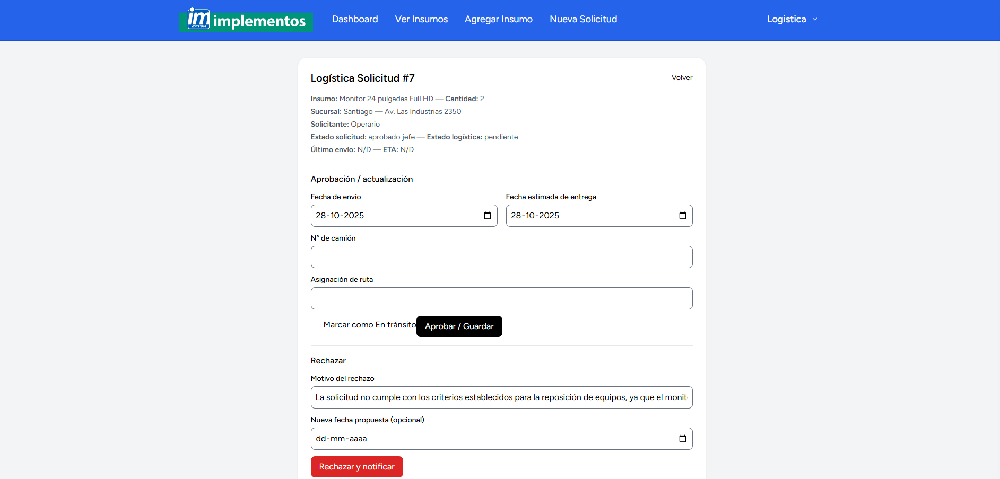 im EPYSA implementos Dashboard Ver Insumos Agregar Insumo Nueva Solicitud Logistica
Logística Solicitud #7 Volver
Insumo: Monitor 24 pulgadas Full HD — Cantidad: 2
Sucursal: Santiago — Av. Las Industrias 2350
Solicitante: Operario
Estado solicitud: aprobado jefe — Estado logística: pendiente
Último envío: N/D — ETA: N/D
Aprobación / actualización
Fecha de envío Fecha estimada de entrega
28-10-2025 28-10-2025
N° de camión
Asignación de ruta
Marcar como En tránsito Aprobar / Guardar
Rechazar
Motivo del rechazo
La solicitud no cumple con los criterios establecidos para la reposición de equipos, ya que el monit
Nueva fecha propuesta (opcional)
dd-mm-aaaa
Rechazar y notificar